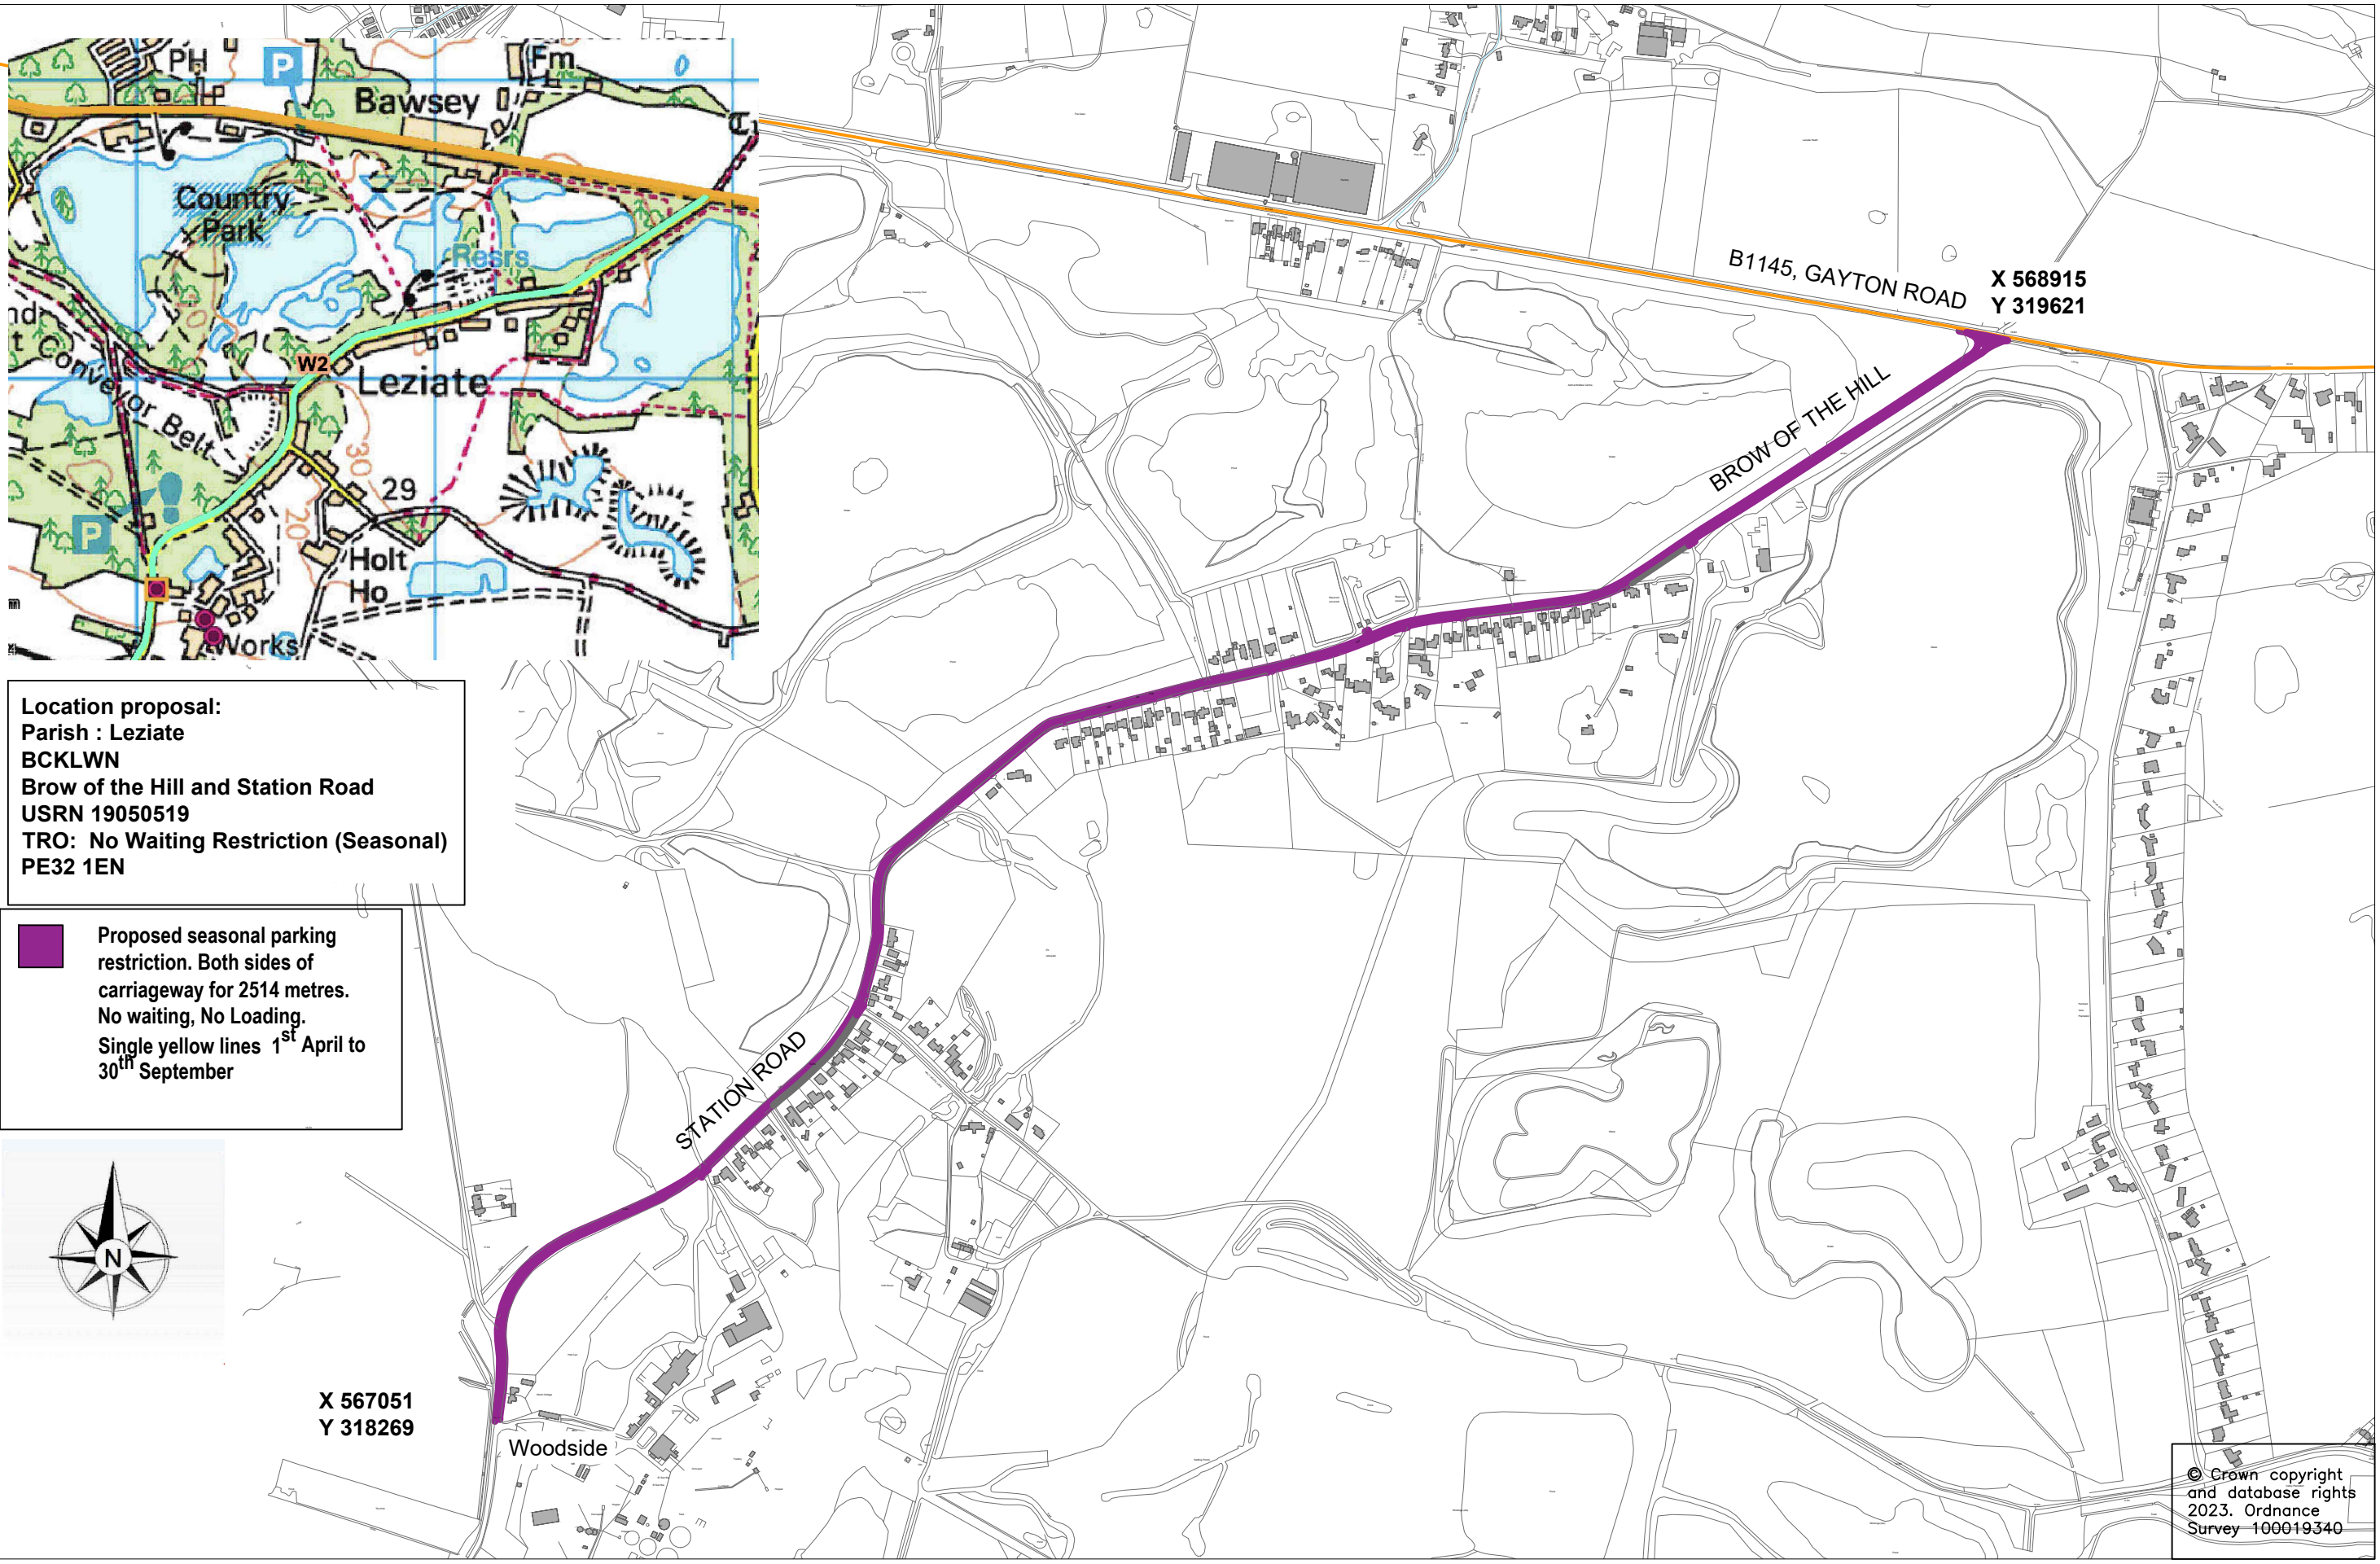 PH
P
Fm
Bawsey
Country
Park
Resrs
W2
Leziate
Conveyor Belt
30
29
20
P
Holt
Ho
Works
B1145, GAYTON ROAD
X 568915
Y 319621
BROW OF THE HILL
Location proposal:
Parish : Leziate
BCKLWN
Brow of the Hill and Station Road
USRN 19050519
TRO: No Waiting Restriction (Seasonal)
PE32 1EN
Proposed seasonal parking
restriction. Both sides of
carriageway for 2514 metres.
No waiting, No Loading.
Single yellow lines 1st April to
30th September
STATION ROAD
N
X 567051
Y 318269
Woodside
© Crown copyright
and database rights
2023. Ordnance
Survey 100019340